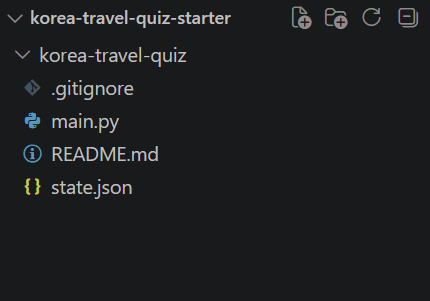 korea-travel-quiz-starter
korea-travel-quiz
.gitignore
main.py
README.md
state.json